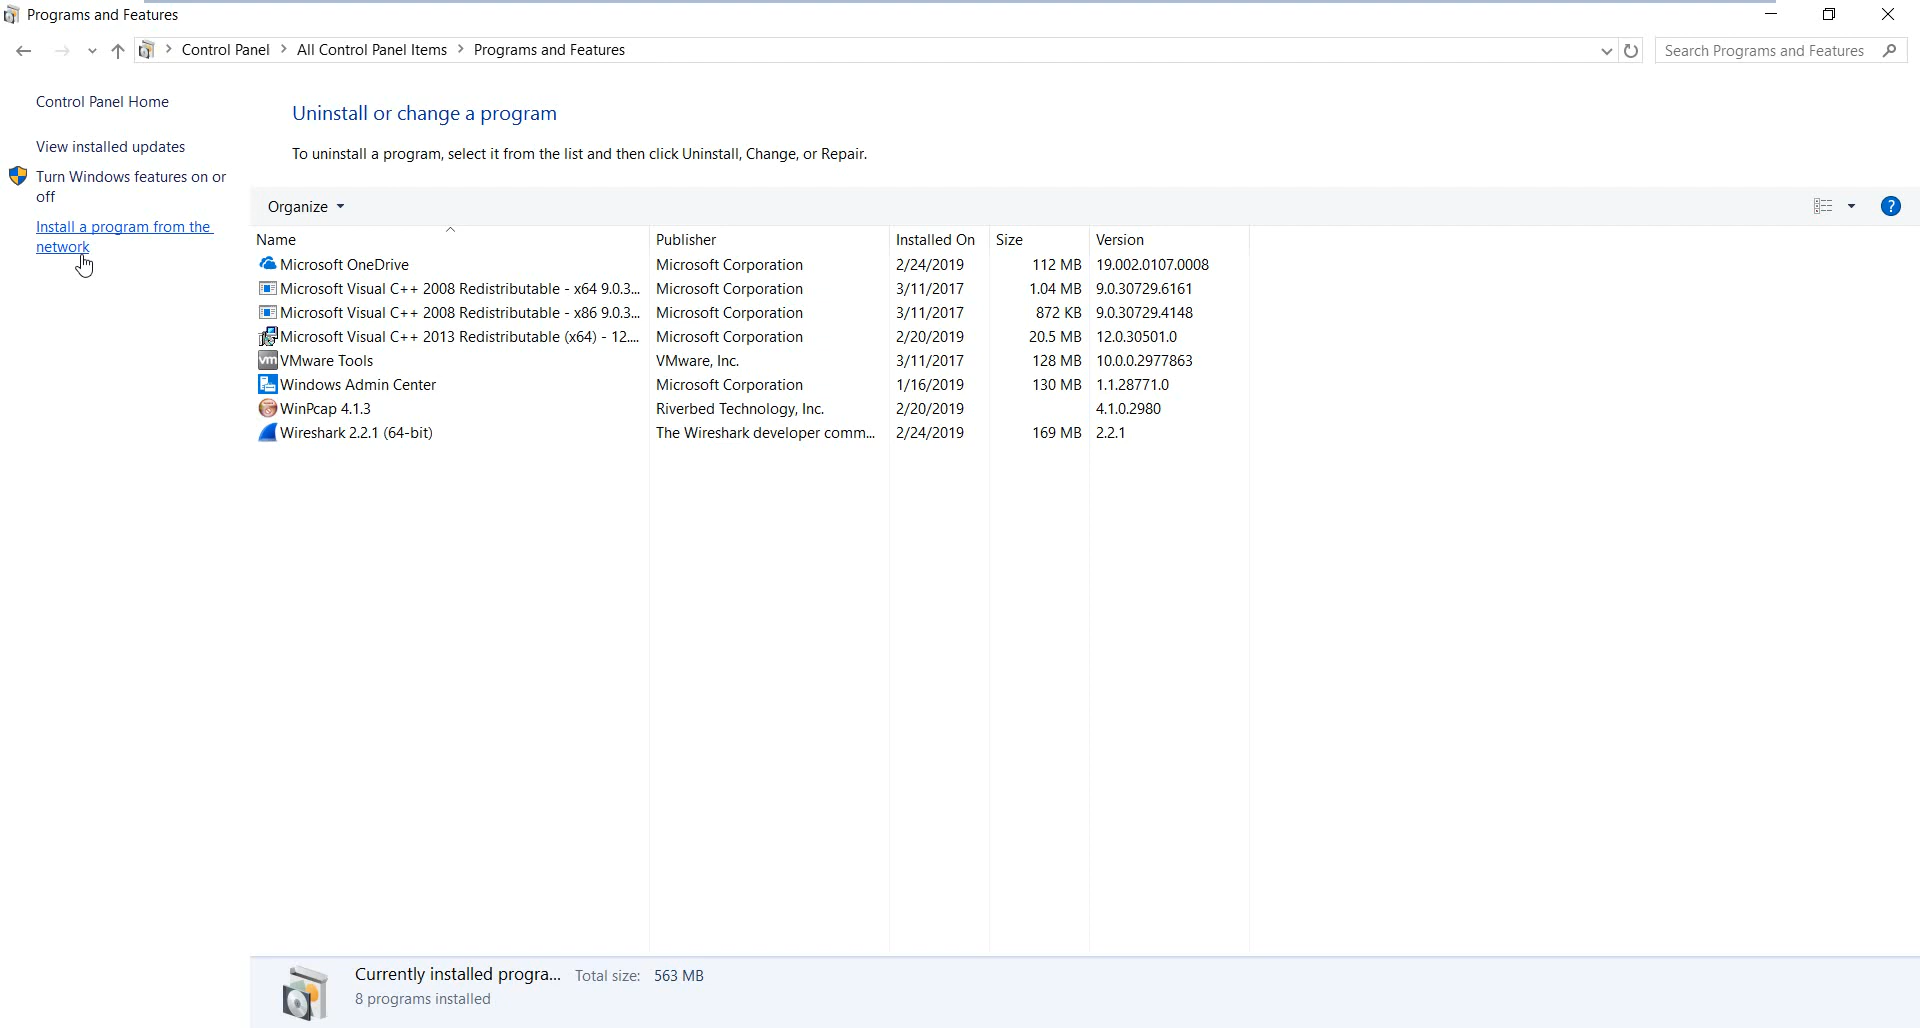 Programs and Features
Control Panel > All Control Panel Items > Programs and Features
Search Programs and Features
Control Panel Home
View installed updates
Turn Windows features on or
off
Install a program from the
network
Uninstall or change a program
To uninstall a program, select it from the list and then click Uninstall, Change, or Repair.
Organize
Name Publisher Installed On Size Version
Microsoft OneDrive Microsoft Corporation 2/24/2019 112 MB 19.002.0107.0008
Microsoft Visual C++ 2008 Redistributable - x64 9.0.3... Microsoft Corporation 3/11/2017 1.04 MB 9.0.30729.6161
Microsoft Visual C++ 2008 Redistributable - x86 9.0.3... Microsoft Corporation 3/11/2017 872 KB 9.0.30729.4148
Microsoft Visual C++ 2013 Redistributable (x64) - 12.... Microsoft Corporation 2/20/2019 20.5 MB 12.0.30501.0
vm VMware Tools VMware, Inc. 3/11/2017 128 MB 10.0.0.2977863
Windows Admin Center Microsoft Corporation 1/16/2019 130 MB 1.1.28771.0
WinPcap 4.1.3 Riverbed Technology, Inc. 2/20/2019 4.1.0.2980
Wireshark 2.2.1 (64-bit) The Wireshark developer comm... 2/24/2019 169 MB 2.2.1
Currently installed progra... Total size: 563 MB
8 programs installed